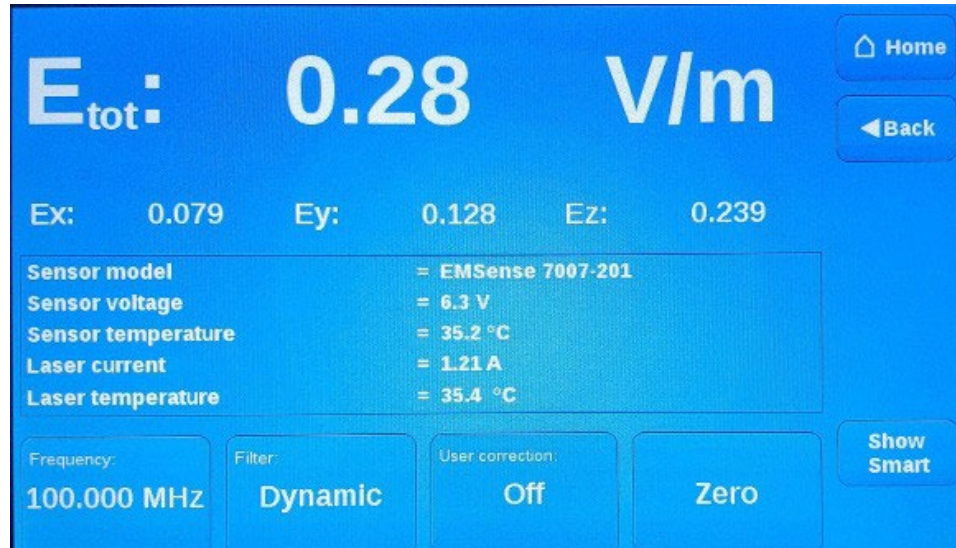 Etot: 0.28 V/m
Home
Back
Ex: 0.079 Ey: 0.128 Ez: 0.239
Sensor model = EMSense 7007-201
Sensor voltage = 6.3 V
Sensor temperature = 35.2 °C
Laser current = 1.21 A
Laser temperature = 35.4 °C
Show
Smart
Frequency: Filter: User correction:
100.000 MHz Dynamic Off Zero